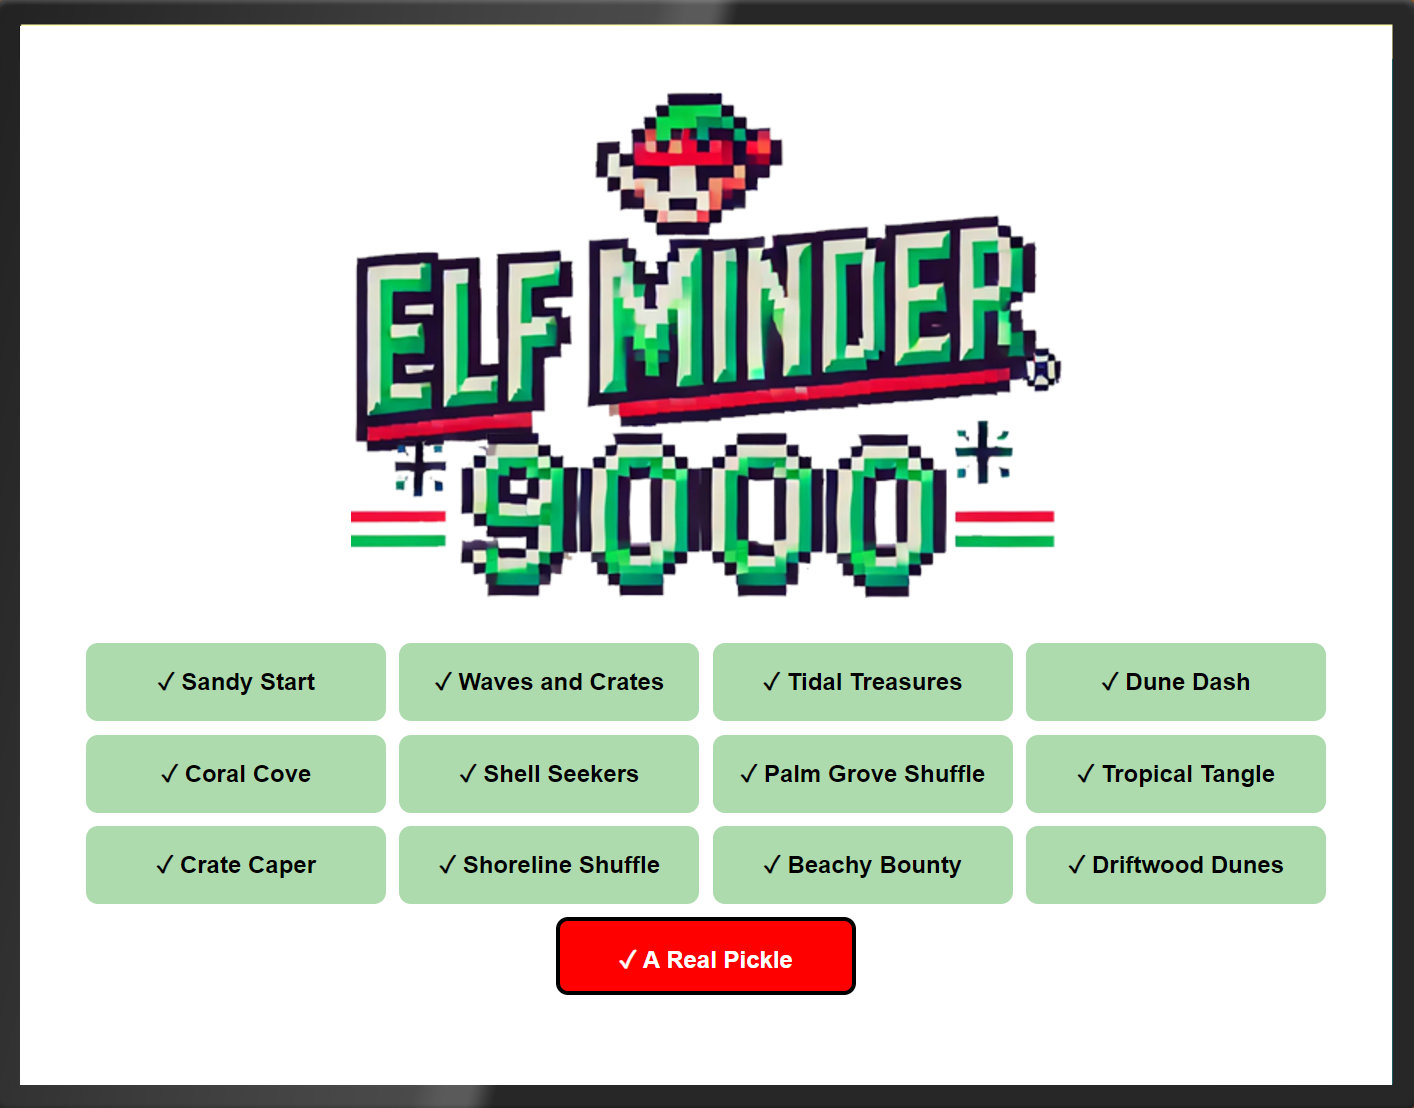 ELF MINDER
9000
✓ Sandy Start
✓ Waves and Crates
✓ Tidal Treasures
✓ Dune Dash
✓ Coral Cove
✓ Shell Seekers
✓ Palm Grove Shuffle
✓ Tropical Tangle
✓ Crate Caper
✓ Shoreline Shuffle
✓ Beachy Bounty
✓ Driftwood Dunes
✓ A Real Pickle